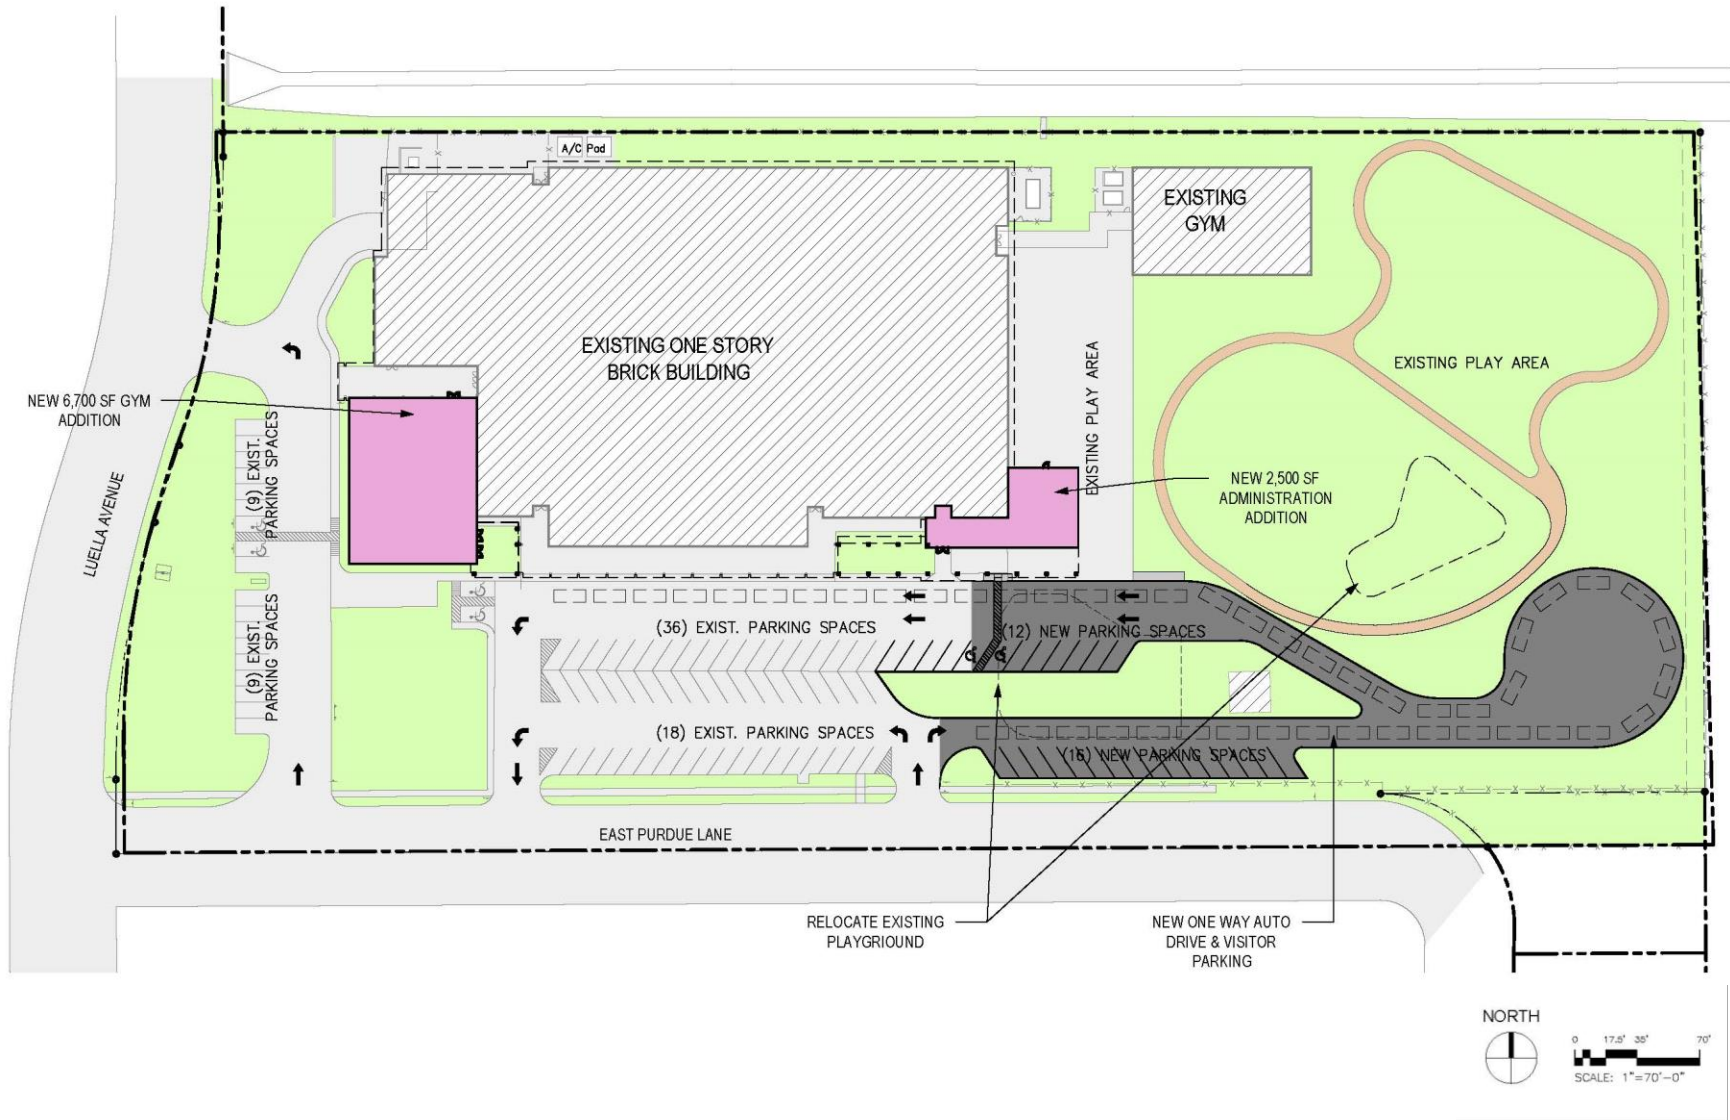 A/C Pad
EXISTING
GYM
EXISTING ONE STORY
BRICK BUILDING
EXISTING PLAY AREA
EXISTING PLAY AREA
NEW 6,700 SF GYM
ADDITION
(9) EXIST.
PARKING SPACES
LUELLA AVENUE
NEW 2,500 SF
ADMINISTRATION
ADDITION
(9) EXIST.
PARKING SPACES
(36) EXIST. PARKING SPACES
(12) NEW PARKING SPACES
(18) EXIST. PARKING SPACES
(16) NEW PARKING SPACES
EAST PURDUE LANE
RELOCATE EXISTING
PLAYGROUND
NEW ONE WAY AUTO
DRIVE & VISITOR
PARKING
NORTH
0 17.5' 35' 70'
SCALE: 1"=70'-0"